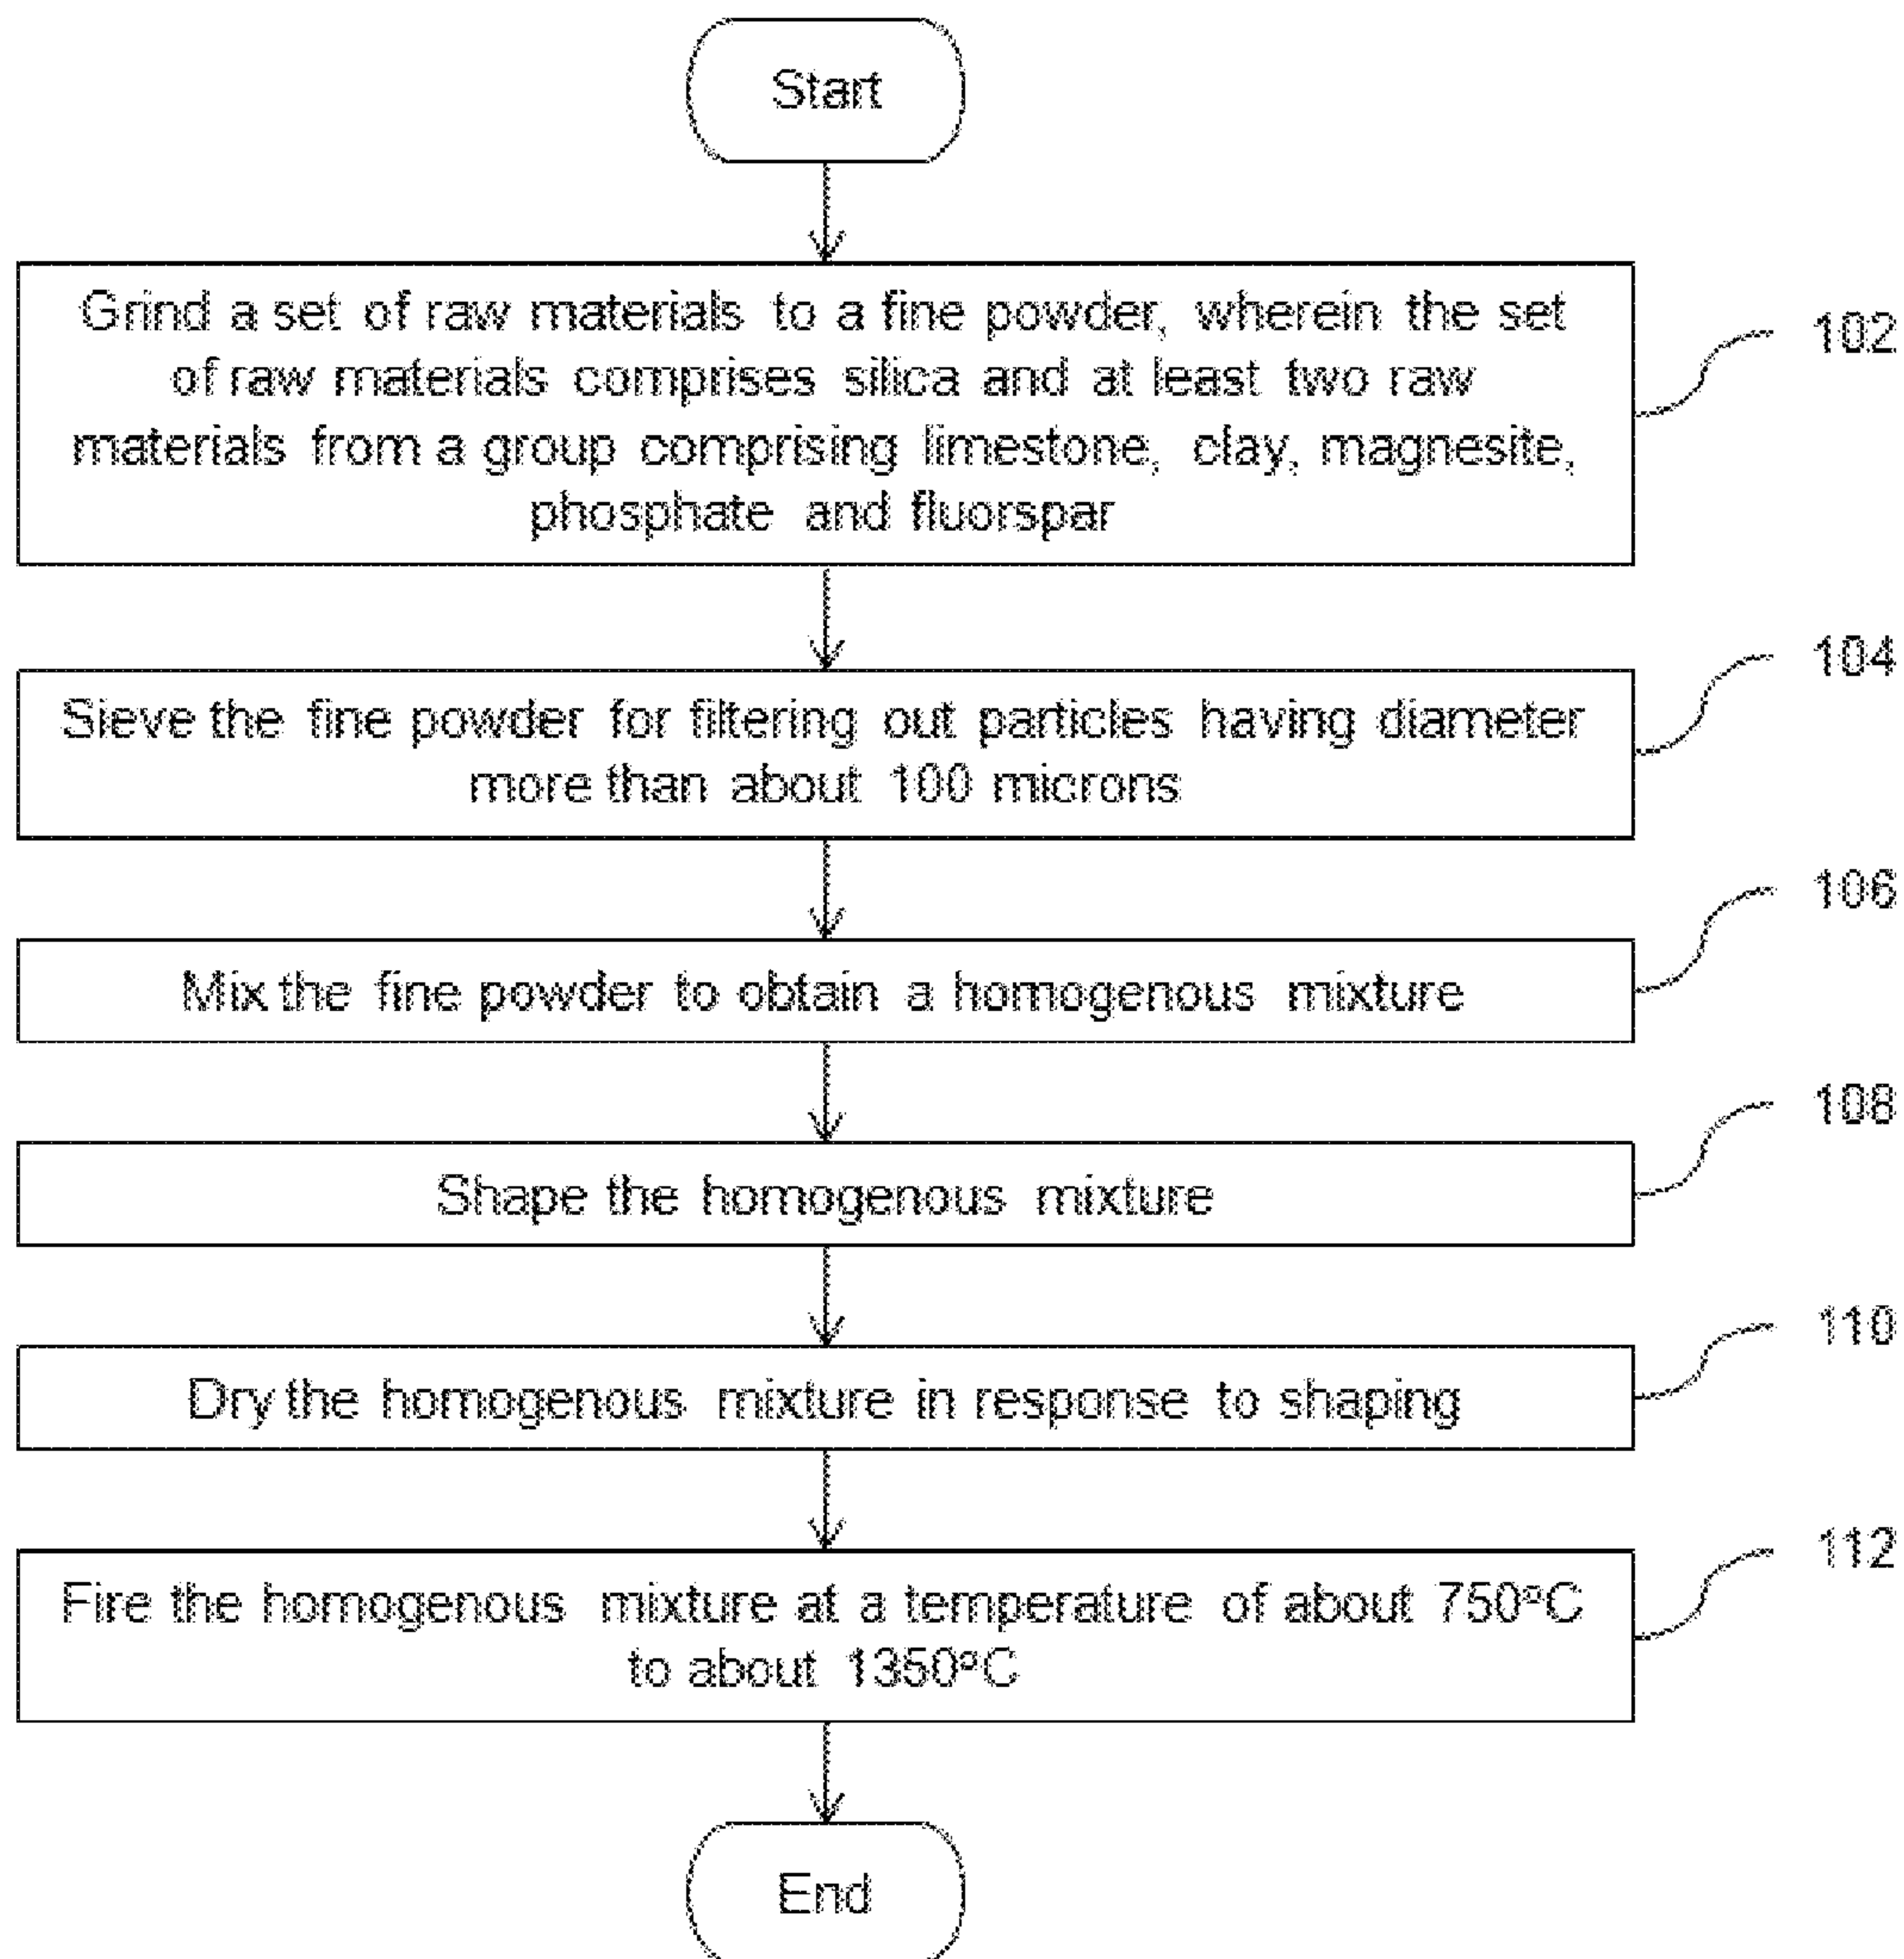 Start
Grind a set of raw materials to a fine powder, wherein the set
of raw materials comprises silica and at least two raw
materials from a group comprising limestone, clay, magnesite,
phosphate and fluorspar
102
Sieve the fine powder for filtering out particles having diameter
more than about 100 microns
104
Mix the fine powder to obtain a homogenous mixture
106
Shape the homogenous mixture
108
Dry the homogenous mixture in response to shaping
110
Fire the homogenous mixture at a temperature of about 750ºC
to about 1350ºC
112
End